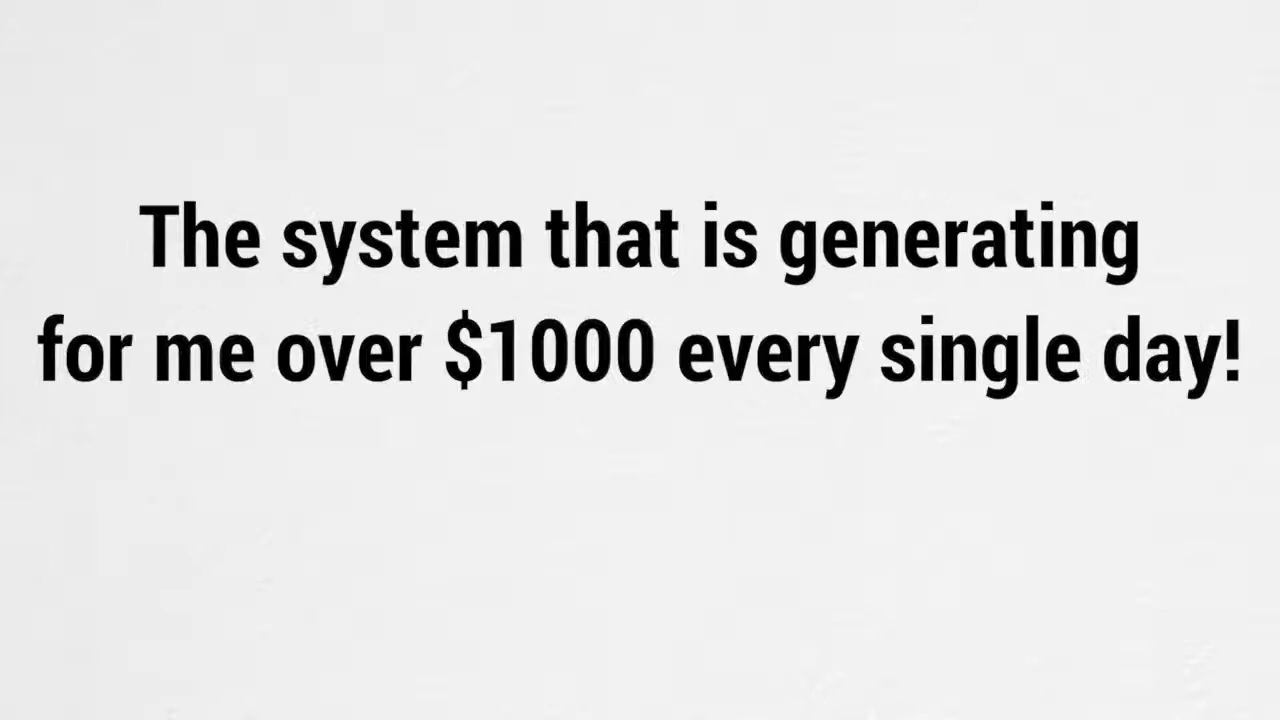 The system that is generating
for me over $1000 every single day!